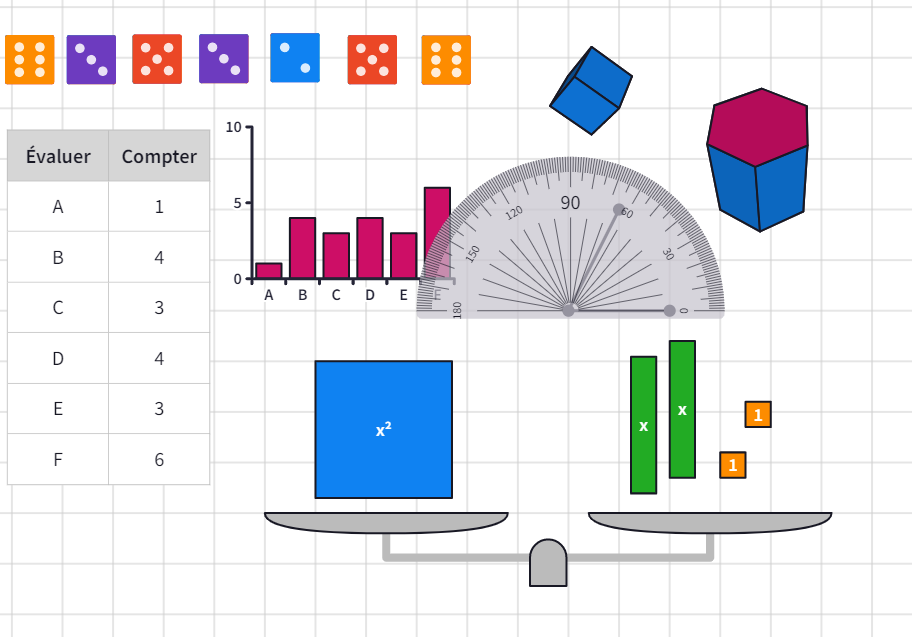 Évaluer Compter
A 1
B 4
C 3
D 4
E 3
F 6
10
5
0
A B C D E F
180 150 120 90 60 30 0
x²
x
x
1
1